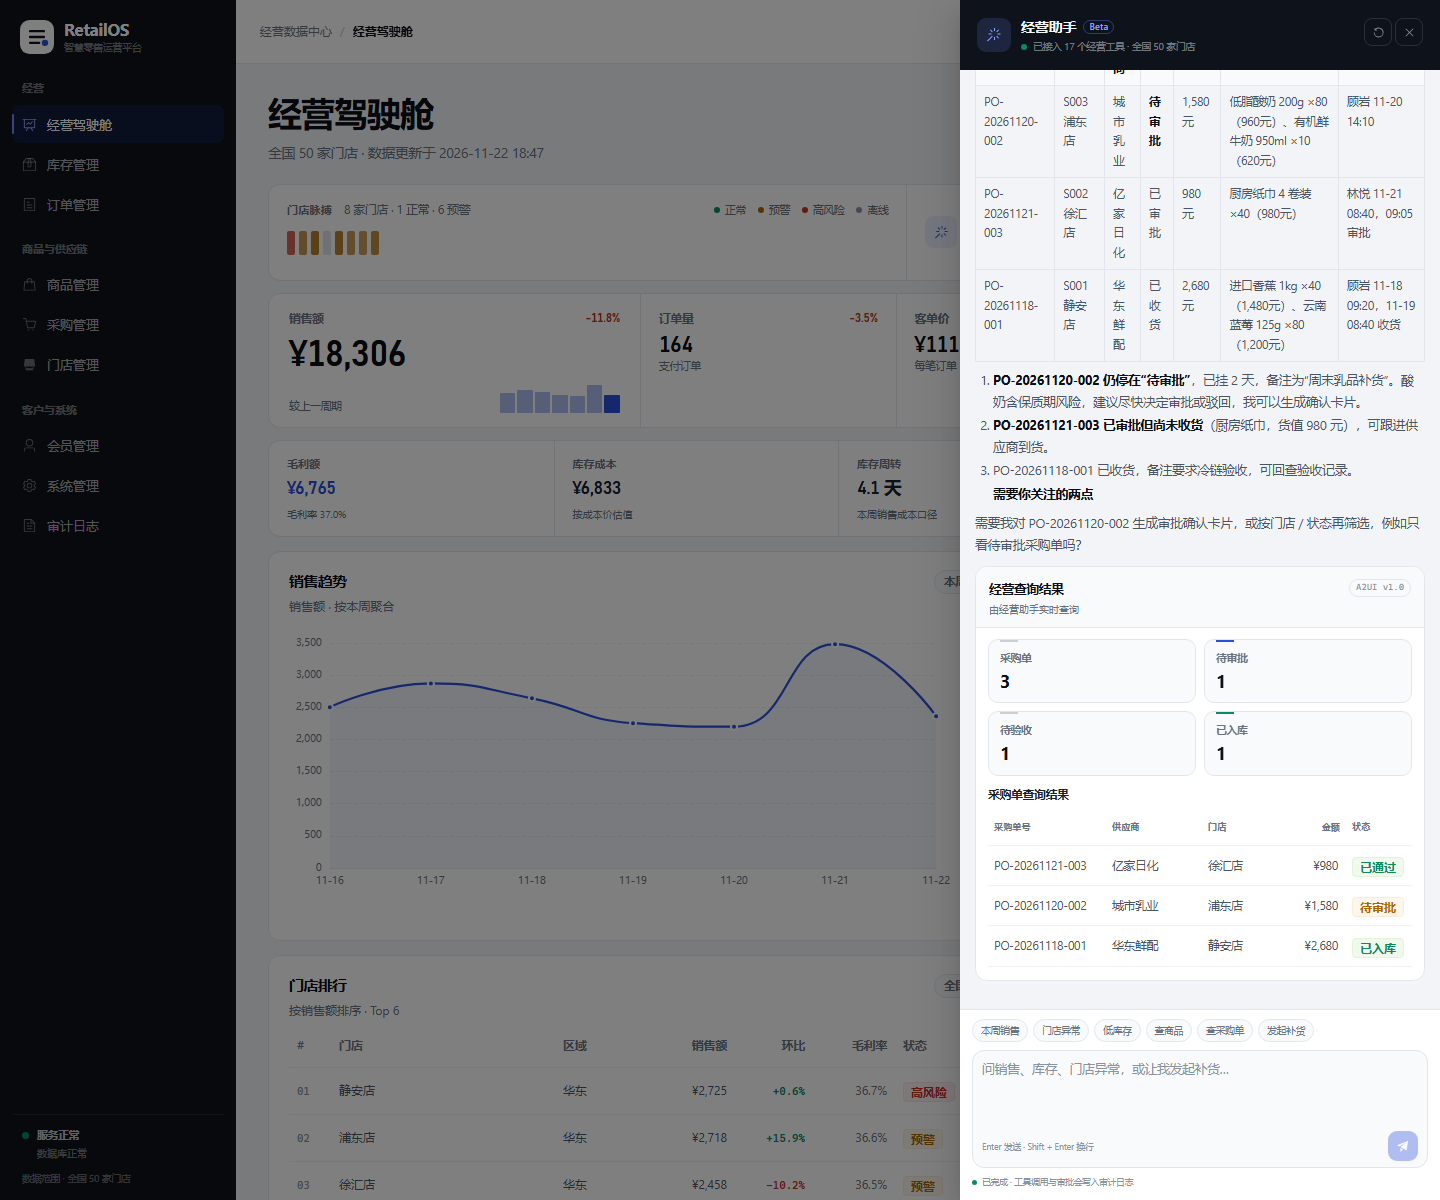 RetailOS
智慧零售运营平台
经营
经营驾驶舱
库存管理
订单管理
商品与供应链
商品管理
采购管理
门店管理
客户与系统
会员管理
系统管理
审计日志
服务正常
数据库正常
数据范围 · 全国 50 家门店
经营数据中心 / 经营驾驶舱
经营驾驶舱
全国 50 家门店 · 数据更新于 2026-11-22 18:47
门店脉搏 8 家门店 · 1 正常 · 6 预警
正常 预警 高风险 离线
销售额 -11.8%
¥18,306
较上一周期
订单量 -3.5%
164
支付订单
客单价
¥111
每笔订单
毛利额
¥6,765
毛利率 37.0%
库存成本
¥6,833
按成本价估值
库存周转
4.1 天
本周销售成本口径
销售趋势
销售额 · 按本周聚合
本周
3,500
3,000
2,500
2,000
1,500
1,000
500
0
11-16 11-17 11-18 11-19 11-20 11-21 11-22
门店排行
按销售额排序 · Top 6
全国
# 门店 区域 销售额 环比 毛利率 状态
01 静安店 华东 ¥2,725 +0.6% 36.7% 高风险
02 浦东店 华东 ¥2,718 +15.9% 36.6% 预警
03 徐汇店 华东 ¥2,458 -10.2% 36.5% 预警
经营助手 Beta
已接入 17 个经营工具 · 全国 50 家门店
商
PO-20261120-002 S003 浦东店 城市乳业 待审批 1,580 元 低脂酸奶 200g ×80（960元）、有机鲜牛奶 950ml ×10（620元） 顾岩 11-20 14:10
PO-20261121-003 S002 徐汇店 亿家日化 已审批 980 元 厨房纸巾 4 卷装 ×40（980元） 林悦 11-21 08:40，09:05 审批
PO-20261118-001 S001 静安店 华东鲜配 已收货 2,680 元 进口香蕉 1kg ×40（1,480元）、云南蓝莓 125g ×80（1,200元） 顾岩 11-18 09:20，11-19 08:40 收货
1. PO-20261120-002 仍停在“待审批”，已挂 2 天，备注为“周末乳品补货”。酸
奶含保质期风险，建议尽快决定审批或驳回，我可以生成确认卡片。
2. PO-20261121-003 已审批但尚未收货（厨房纸巾，货值 980 元），可跟进供
应商到货。
3. PO-20261118-001 已收货，备注要求冷链验收，可回查验收记录。
需要你关注的两点
需要我对 PO-20261120-002 生成审批确认卡片，或按门店 / 状态再筛选，例如只
看待审批采购单吗？
经营查询结果 A2UI v1.0
由经营助手实时查询
采购单
3
待审批
1
待验收
1
已入库
1
采购单查询结果
采购单号 供应商 门店 金额 状态
PO-20261121-003 亿家日化 徐汇店 ¥980 已通过
PO-20261120-002 城市乳业 浦东店 ¥1,580 待审批
PO-20261118-001 华东鲜配 静安店 ¥2,680 已入库
本周销售 门店异常 低库存 查商品 查采购单 发起补货
问销售、库存、门店异常，或让我发起补货...
Enter 发送 · Shift + Enter 换行
已完成 · 工具调用与审批会写入审计日志